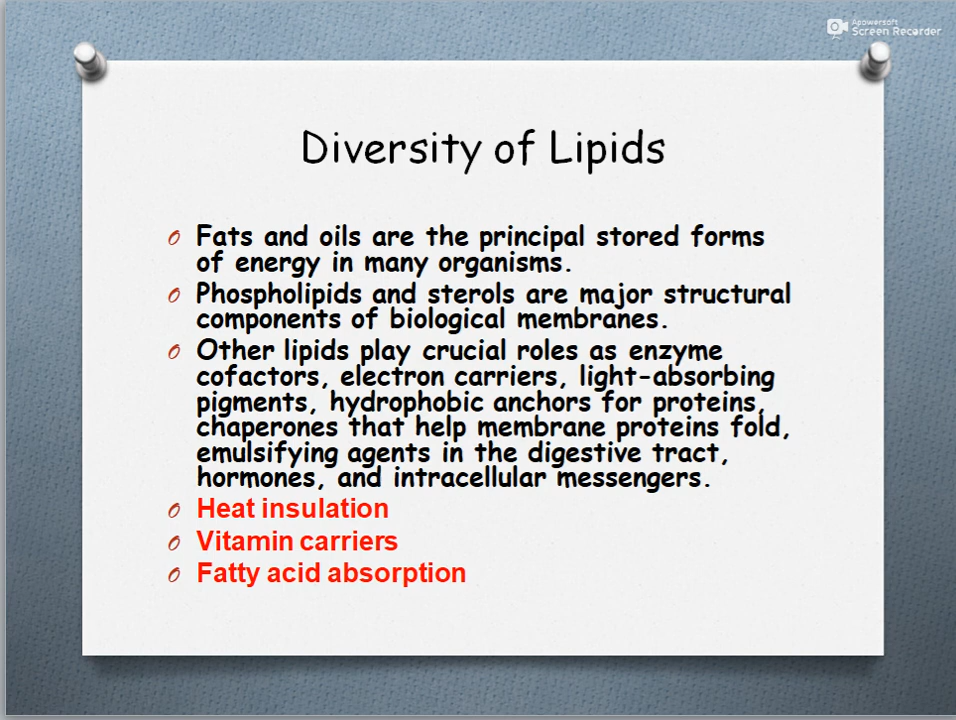 Apowersoft
Screen Recorder
Diversity of Lipids
Fats and oils are the principal stored forms
of energy in many organisms.
Phospholipids and sterols are major structural
components of biological membranes.
Other lipids play crucial roles as enzyme
cofactors, electron carriers, light-absorbing
pigments, hydrophobic anchors for proteins,
chaperones that help membrane proteins fold,
emulsifying agents in the digestive tract,
hormones, and intracellular messengers.
Heat insulation
Vitamin carriers
Fatty acid absorption